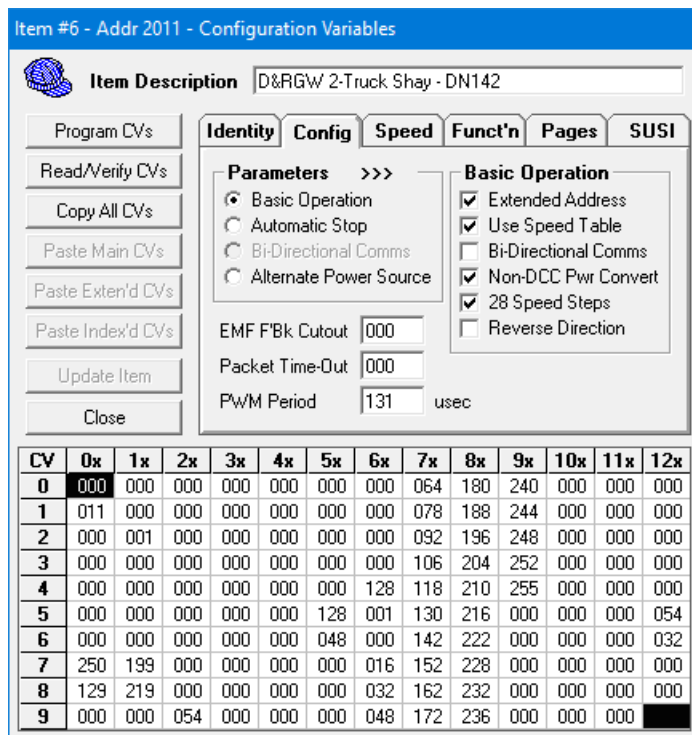 Item #6 - Addr 2011 - Configuration Variables
Item Description D&RGW 2-Truck Shay - DN142
Program CVs
Read/Verify CVs
Copy All CVs
Paste Main CVs
Paste Exten'd CVs
Paste Index'd CVs
Update Item
Close
Identity Config Speed Funct'n Pages SUSI
Parameters >>>
Basic Operation
Automatic Stop
Bi-Directional Comms
Alternate Power Source
EMF F'Bk Cutout 000
Packet Time-Out 000
PWM Period 131 usec
Basic Operation
Extended Address
Use Speed Table
Bi-Directional Comms
Non-DCC Pwr Convert
28 Speed Steps
Reverse Direction
CV 0x 1x 2x 3x 4x 5x 6x 7x 8x 9x 10x 11x 12x
0 000 000 000 000 000 000 000 064 180 240 000 000 000
1 011 000 000 000 000 000 000 078 188 244 000 000 000
2 000 001 000 000 000 000 000 092 196 248 000 000 000
3 000 000 000 000 000 000 000 106 204 252 000 000 000
4 000 000 000 000 000 000 128 118 210 255 000 000 000
5 000 000 000 000 000 128 001 130 216 000 000 000 054
6 000 000 000 000 000 048 000 142 222 000 000 000 032
7 250 199 000 000 000 000 016 152 228 000 000 000 000
8 129 219 000 000 000 000 032 162 232 000 000 000 000
9 000 000 054 000 000 000 048 172 236 000 000 000